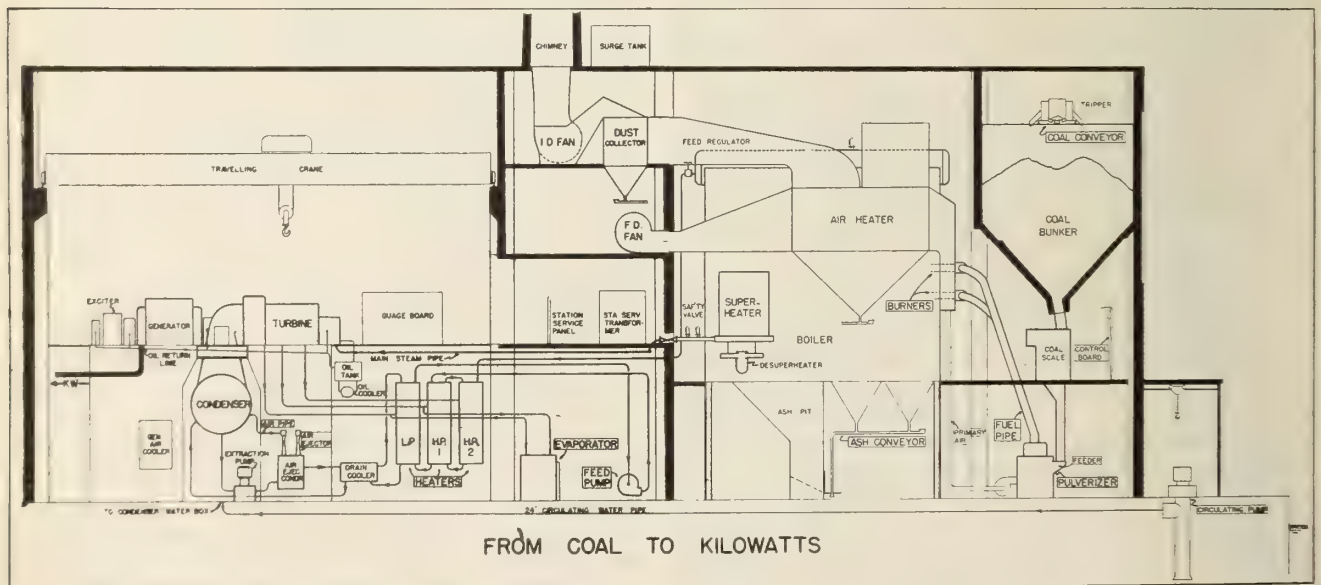 CHIMNEY
SURGE TANK
TRIPPER
COAL CONVEYOR
I D FAN
DUST
COLLECTOR
FEED REGULATOR
TRAVELLING CRANE
F. D.
FAN
AIR HEATER
COAL
BUNKER
EXCITER
GENERATOR
TURBINE
GUAGE BOARD
STATION
SERVICE
PANEL
STA SERV
TRANSFOR-
MER
SAFTY
VALVE
SUPER-
HEATER
BURNERS
BOILER
COAL
SCALE
CONTROL
BOARD
OIL RETURN
LINE
MAIN STEAM PIPE
DESUPERHEATER
KW
OIL
TANK
OIL
COOLER
CONDENSER
ASH PIT
AIR PIPE
AIR
EJECTOR
GEN
AIR
COOLER
EXTRACTION
PUMP
AIR
EJEC
CONDR
DRAIN
COOLER
L.P.
H.P.
1
H.P.
2
HEATERS
EVAPORATOR
FEED
PUMP
ASH CONVEYOR
PRIMARY
AIR
FUEL
PIPE
FEEDER
PULVERIZER
TO CONDENSER WATER BOX
24" CIRCULATING WATER PIPE
CIRCULATING PUMP
FROM COAL TO KILOWATTS